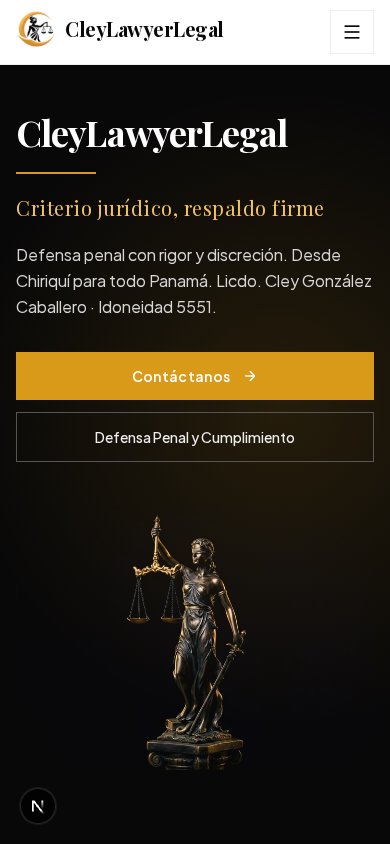 CleyLawyerLegal
CleyLawyerLegal
Criterio jurídico, respaldo firme
Defensa penal con rigor y discreción. Desde
Chiriquí para todo Panamá. Licdo. Cley González
Caballero · Idoneidad 5551.
Contáctanos →
Defensa Penal y Cumplimiento
N